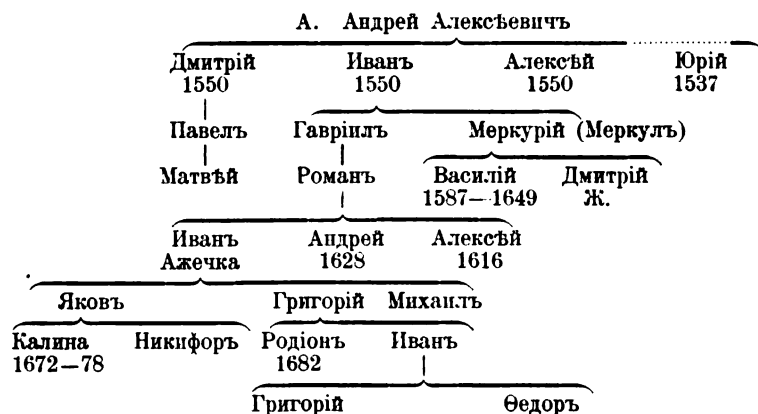 А. Андрей Алексѣевичъ
Дмитрій Иванъ Алексѣй Юрій
1550 1550 1550 1537
Павелъ Гавріилъ Меркурій (Меркулъ)
Матвѣй Романъ Василій Дмитрій
1587—1649 Ж.
Иванъ Андрей Алексѣй
Ажечка 1628 1616
Яковъ Григорій Михаилъ
Калина Никифоръ Родіонъ Иванъ
1672—78 1682
Григорій Ѳедоръ